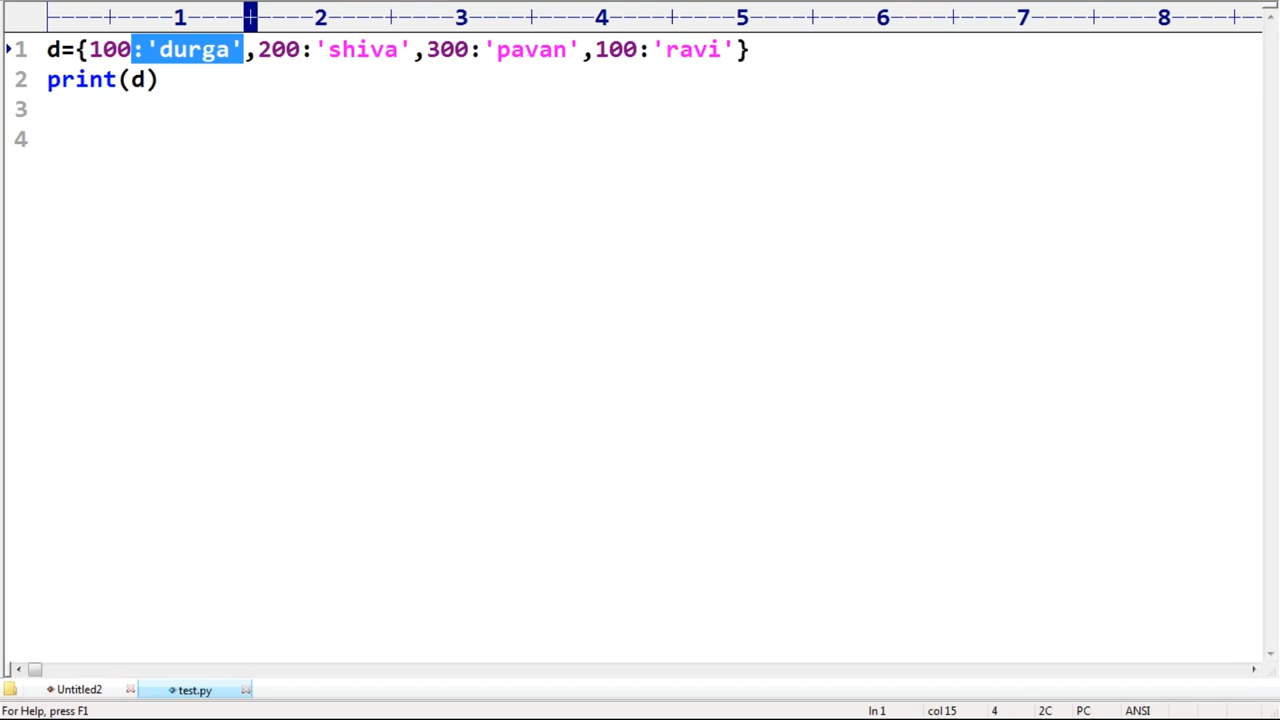 ----+----1----+----2----+----3----+----4----+----5----+----6----+----7----+----8----+--
1 d={100:'durga',200:'shiva',300:'pavan',100:'ravi'}
2 print(d)
3
4
Untitled2 test.py
For Help, press F1 ln 1 col 15 4 2C PC ANSI